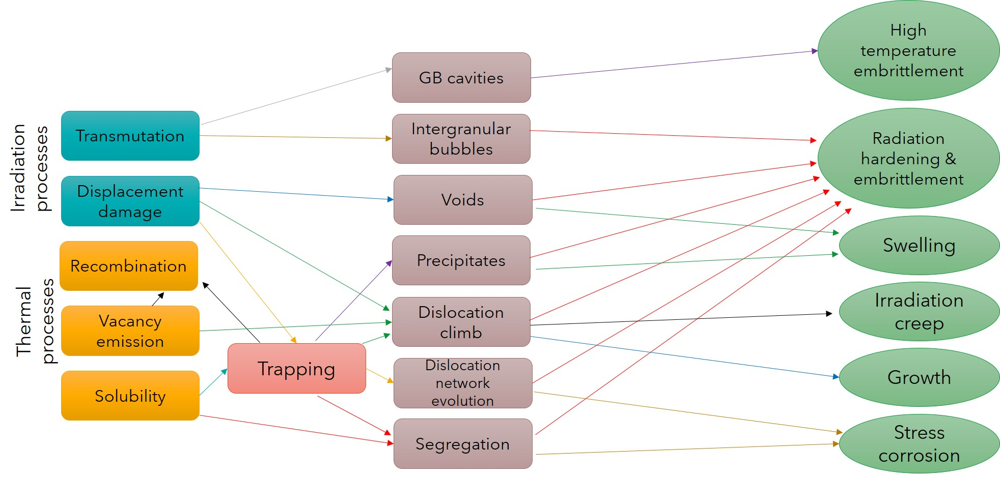 Irradiation
processes
Thermal
processes
Transmutation
Displacement
damage
Recombination
Vacancy
emission
Solubility
Trapping
GB cavities
Intergranular
bubbles
Voids
Precipitates
Dislocation
climb
Dislocation
network
evolution
Segregation
High
temperature
embrittlement
Radiation
hardening &
embrittlement
Swelling
Irradiation
creep
Growth
Stress
corrosion